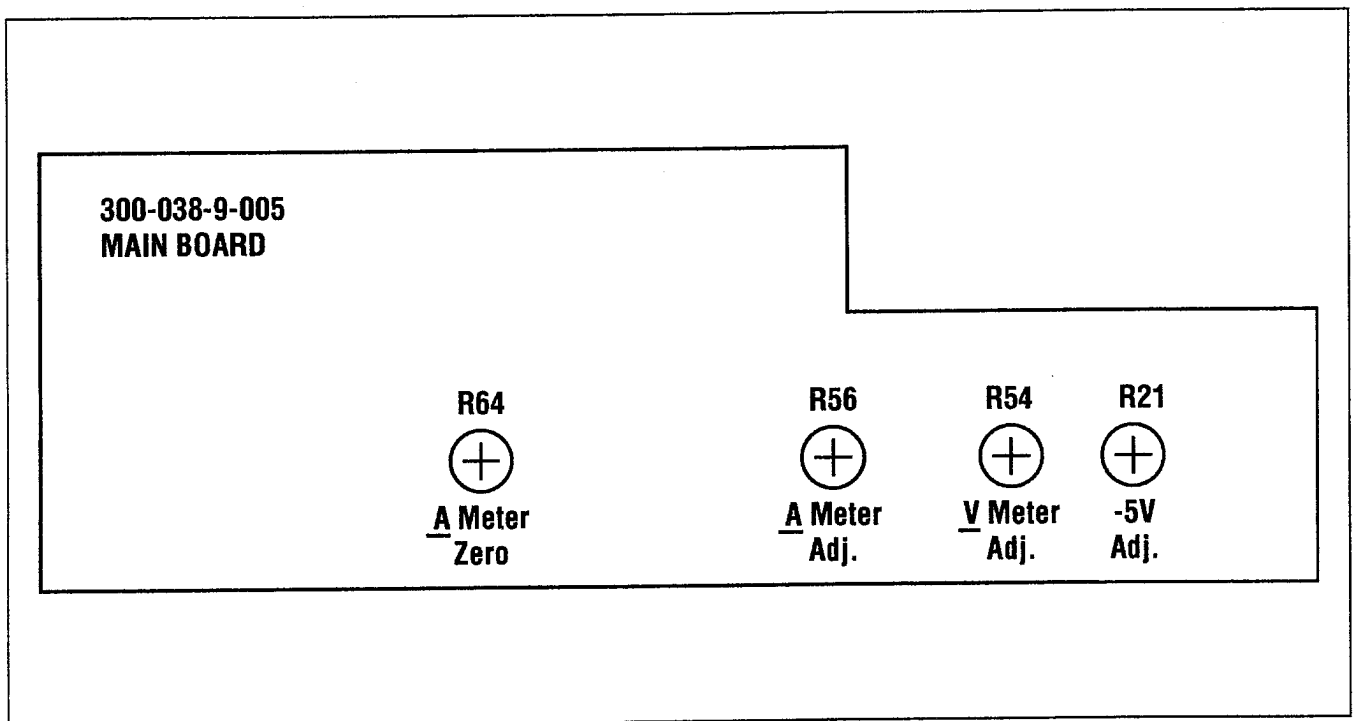 300-038-9-005
MAIN BOARD
R64
R56
R54
R21
A Meter
Zero
A Meter
Adj.
V Meter
Adj.
-5V
Adj.